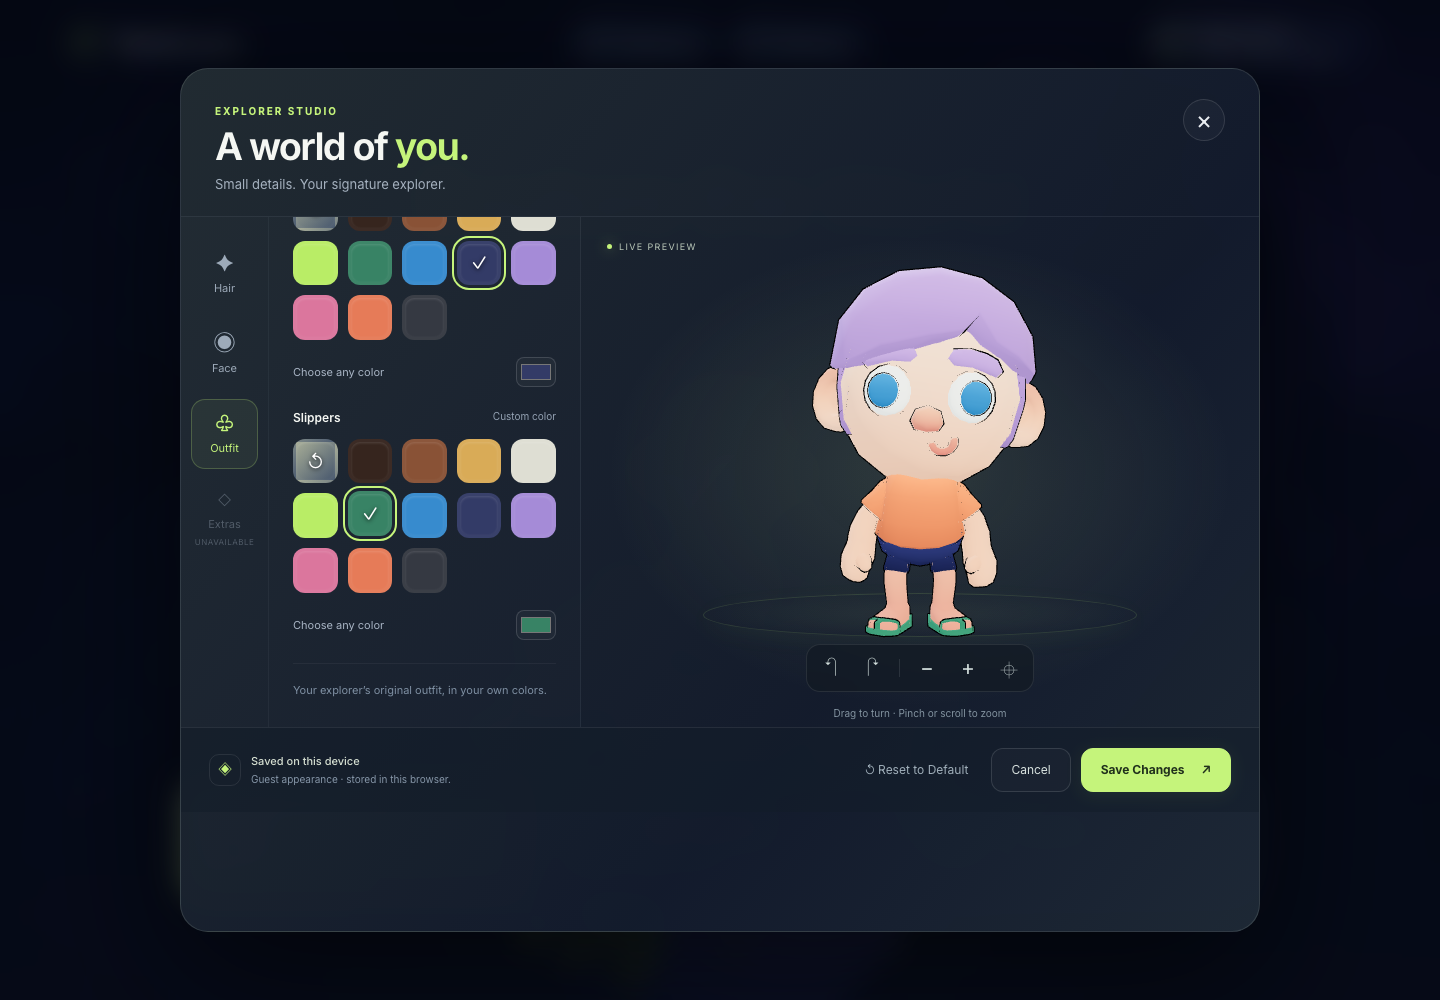 EXPLORER STUDIO
A world of you.
Small details. Your signature explorer.
Hair
Face
Outfit
Extras
UNAVAILABLE
Choose any color
Slippers
Custom color
Choose any color
Your explorer’s original outfit, in your own colors.
LIVE PREVIEW
Drag to turn · Pinch or scroll to zoom
Saved on this device
Guest appearance · stored in this browser.
Reset to Default
Cancel
Save Changes